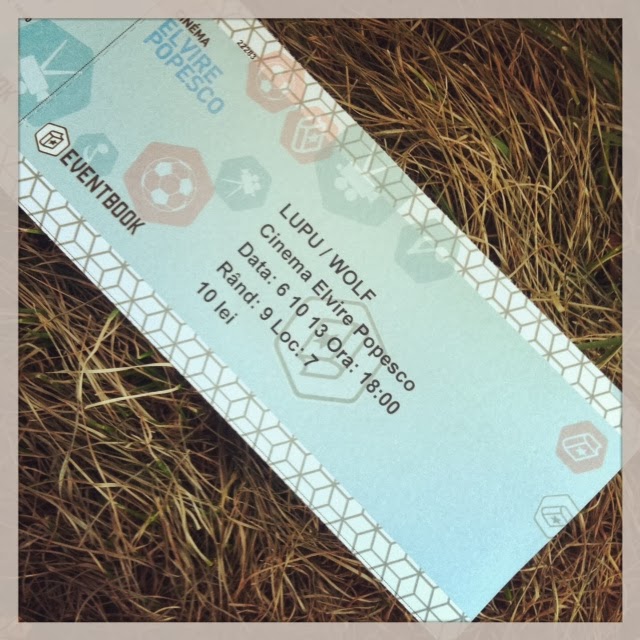 CINÉMA
ELVIRE
POPESCO
EVENTBOOK
LUPU / WOLF
Cinema Elvira Popesco
Data: 6 10 13 Ora: 18:00
Rând: 9 Loc: 7
10 lei